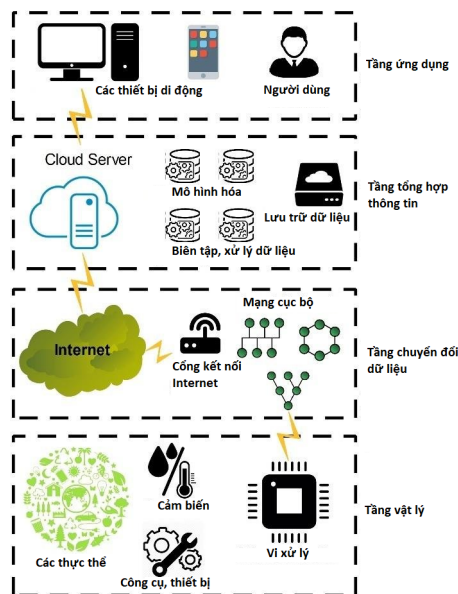 Các thiết bị di động
Người dùng
Tầng ứng dụng
Cloud Server
Mô hình hóa
Lưu trữ dữ liệu
Biên tập, xử lý dữ liệu
Tầng tổng hợp
thông tin
Mạng cục bộ
Internet
Cổng kết nối
Internet
Tầng chuyển đổi
dữ liệu
Cảm biến
Các thực thể
Công cụ, thiết bị
Vi xử lý
Tầng vật lý